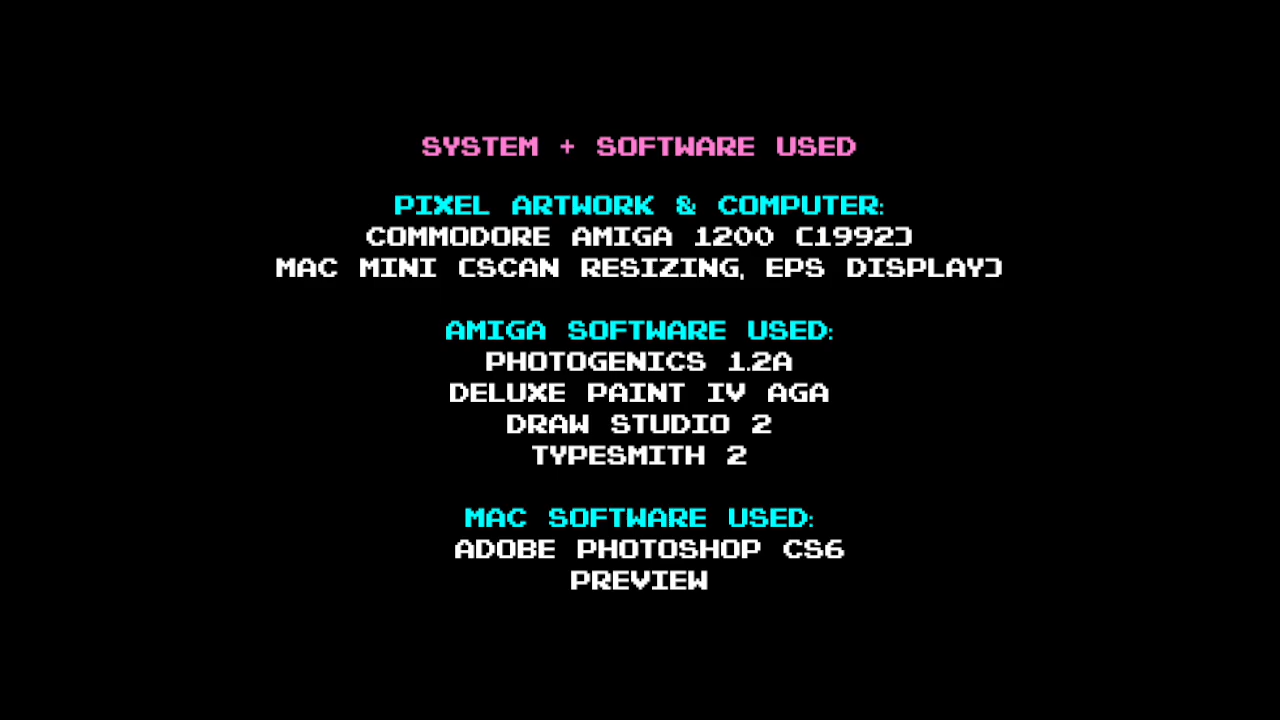 SYSTEM + SOFTWARE USED
PIXEL ARTWORK & COMPUTER:
COMMODORE AMIGA 1200 (1992)
MAC MINI (SCAN RESIZING, EPS DISPLAY)
AMIGA SOFTWARE USED:
PHOTOGENICS 1.2A
DELUXE PAINT IV AGA
DRAW STUDIO 2
TYPESMITH 2
MAC SOFTWARE USED:
ADOBE PHOTOSHOP CS6
PREVIEW